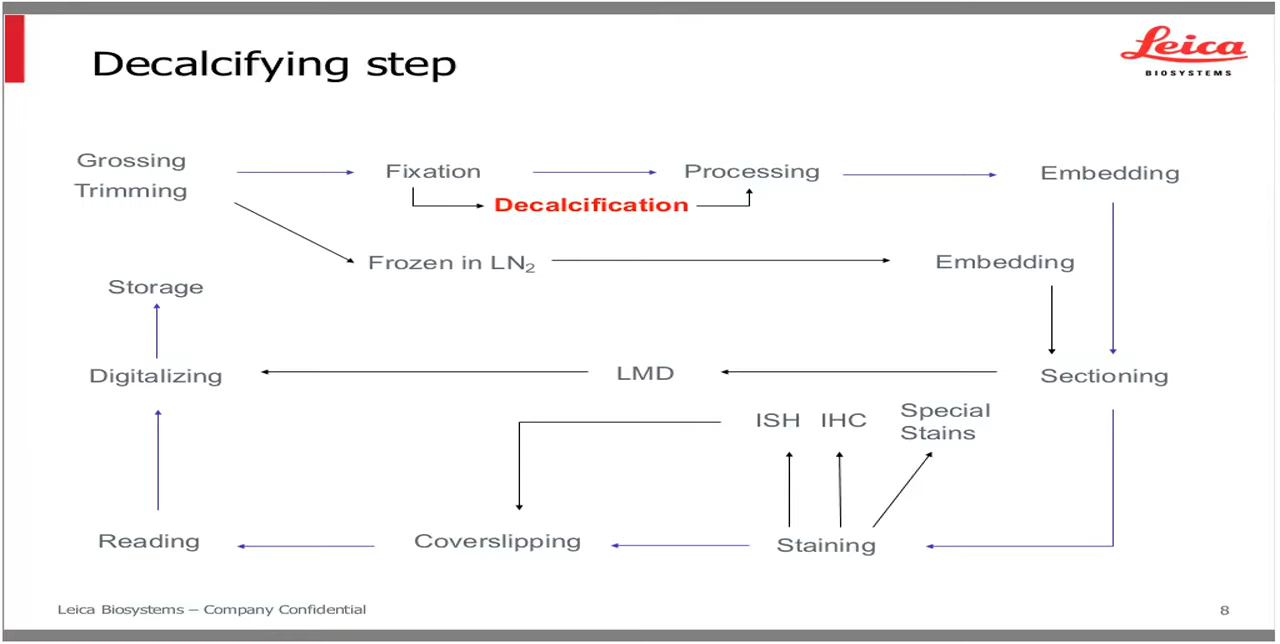 Decalcifying step
Leica
BIOSYSTEMS
Grossing
Trimming
Fixation
Processing
Embedding
Decalcification
Frozen in LN₂
Embedding
Storage
Digitalizing
LMD
Sectioning
ISH IHC Special
Stains
Reading
Coverslipping
Staining
Leica Biosystems – Company Confidential
8